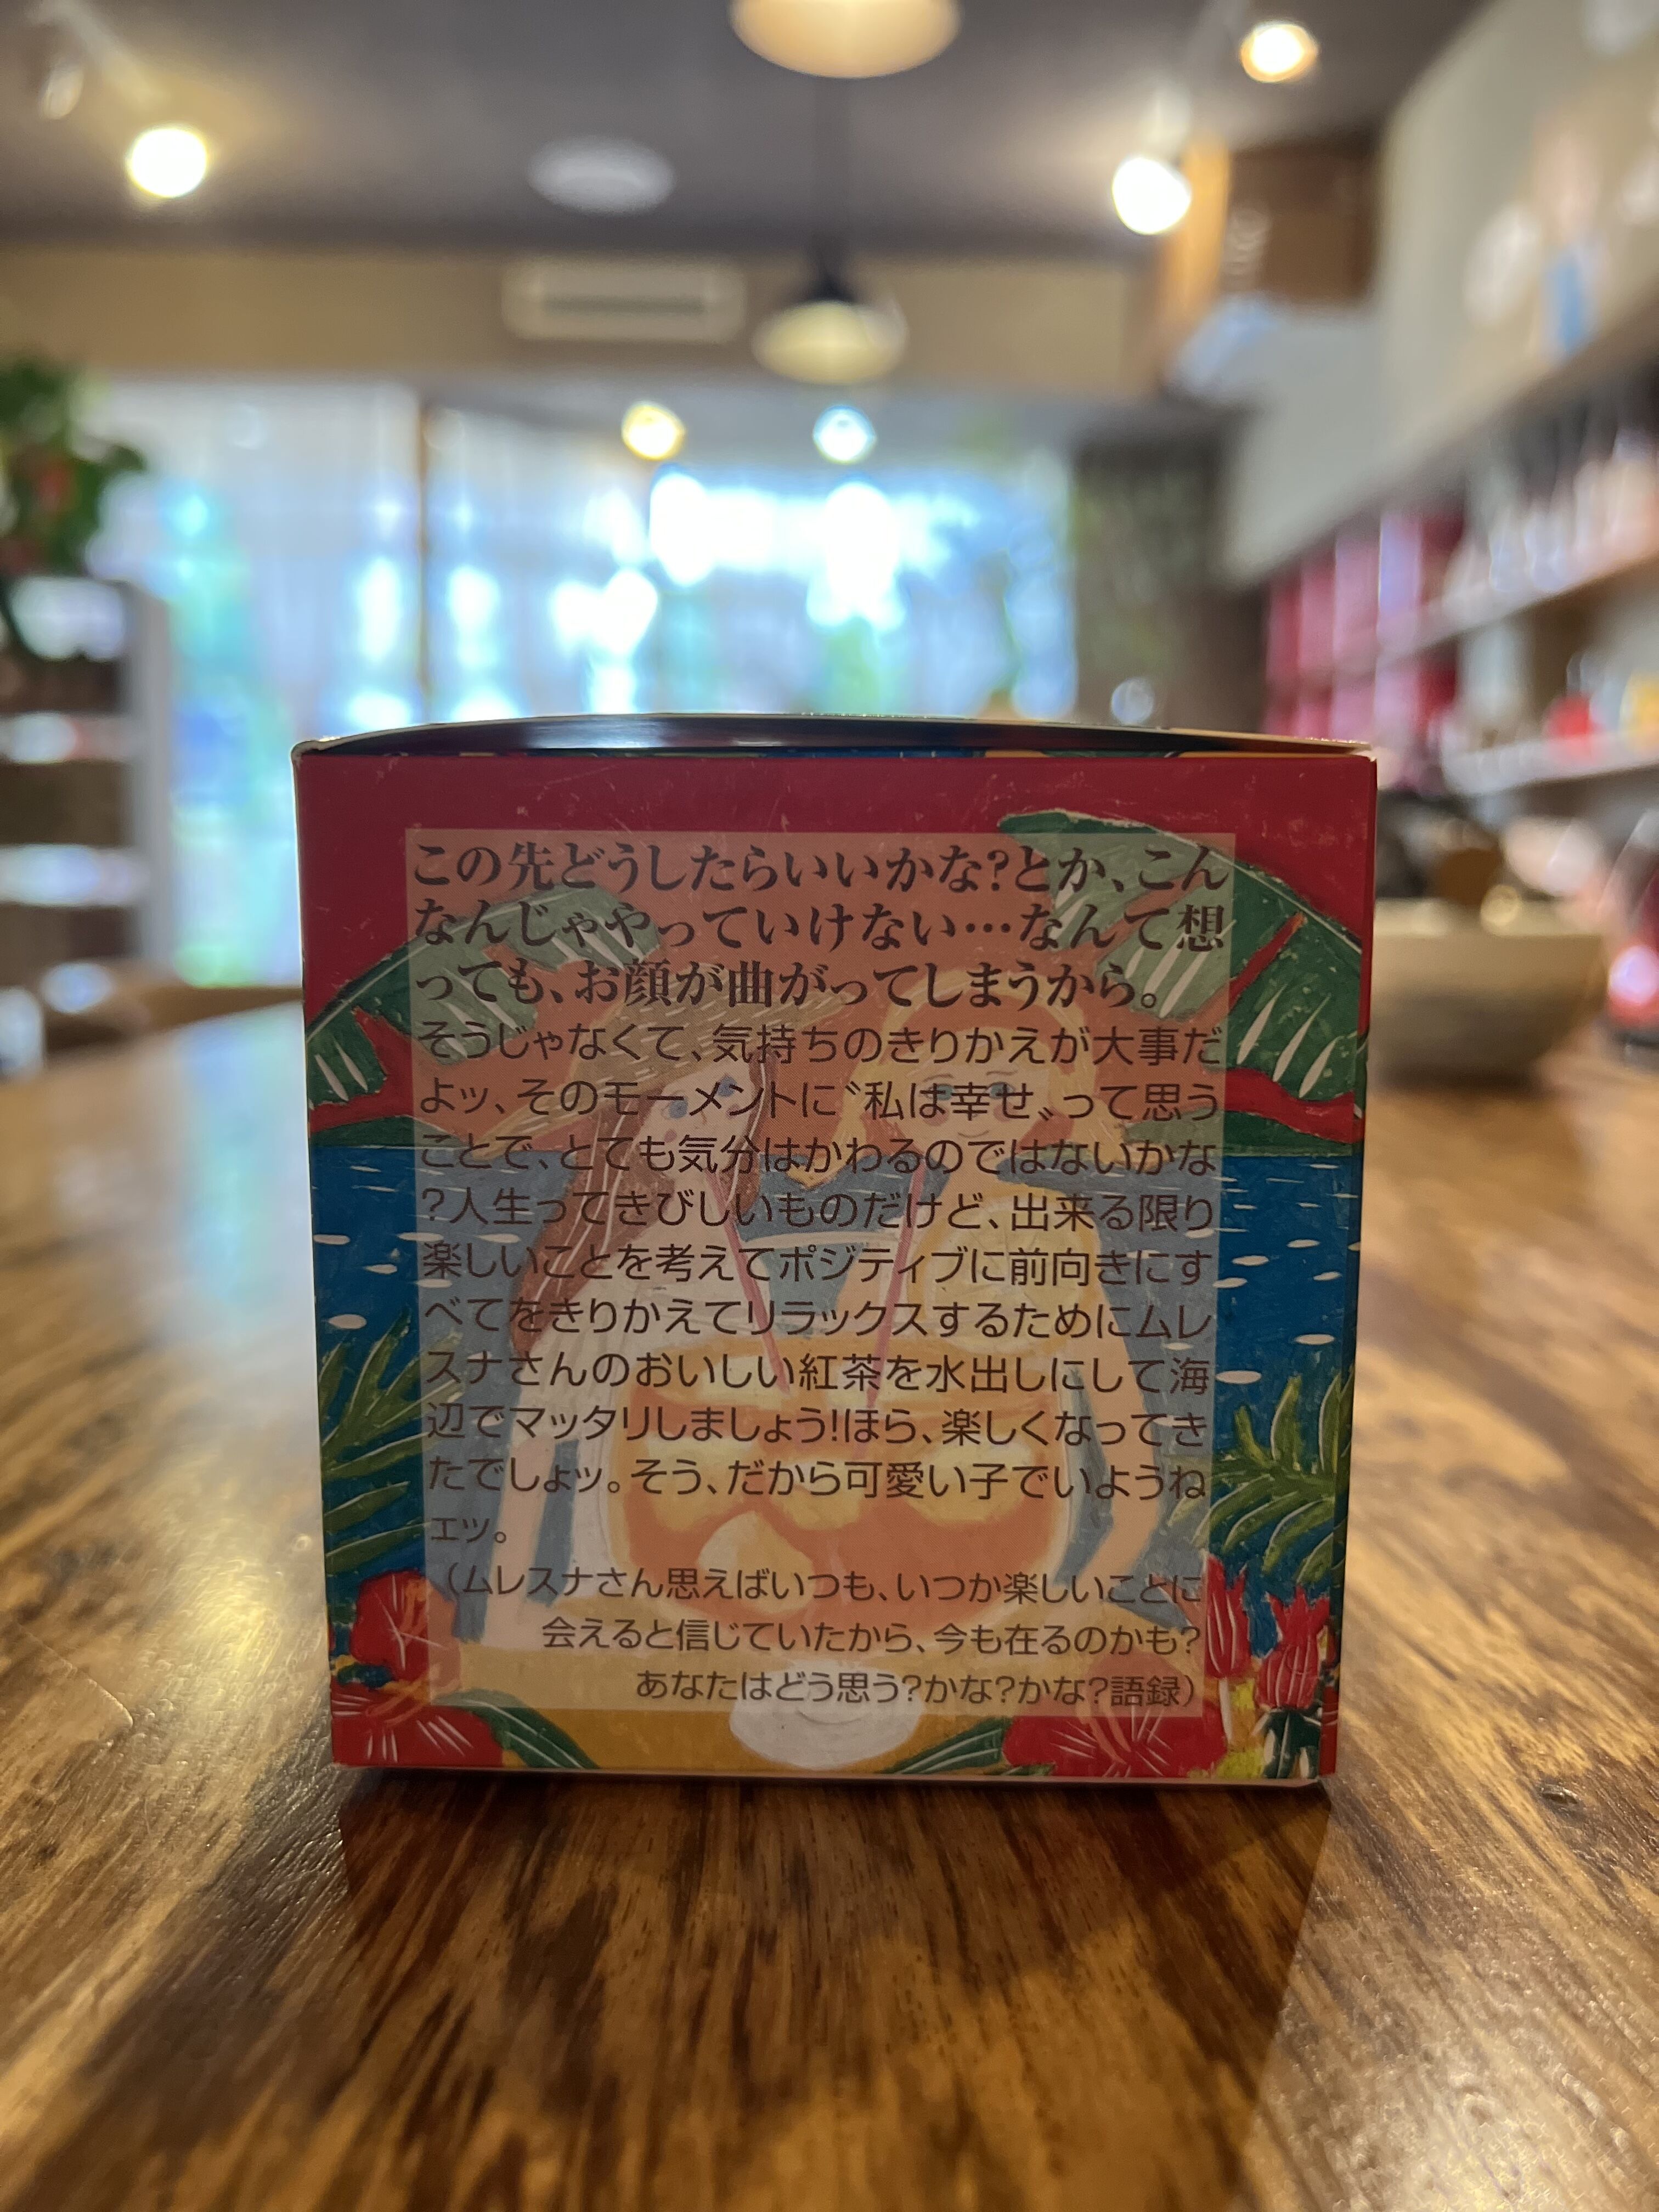 この先どうしたらいいかな?とか、こん
なんじゃやっていけない…なんて想
っても、お顔が曲がってしまうから。
そうじゃなくて、気持ちのきりかえが大事だ
よッ、そのモーメントに〝私は幸せ〟って思う
ことで、とても気分はかわるのではないかな
?人生ってきびしいものだけど、出来る限り
楽しいことを考えてポジティブに前向きにす
べてをきりかえてリラックスするためにムレ
スナさんのおいしい紅茶を水出しにして海
辺でマッタリしましょう!ほら、楽しくなってき
たでしょッ。そう、だから可愛い子でいようね
ェッ。
(ムレスナさん思えばいつも、いつか楽しいことに
会えると信じていたから、今も在るのかも?
あなたはどう思う?かな?かな?語録)